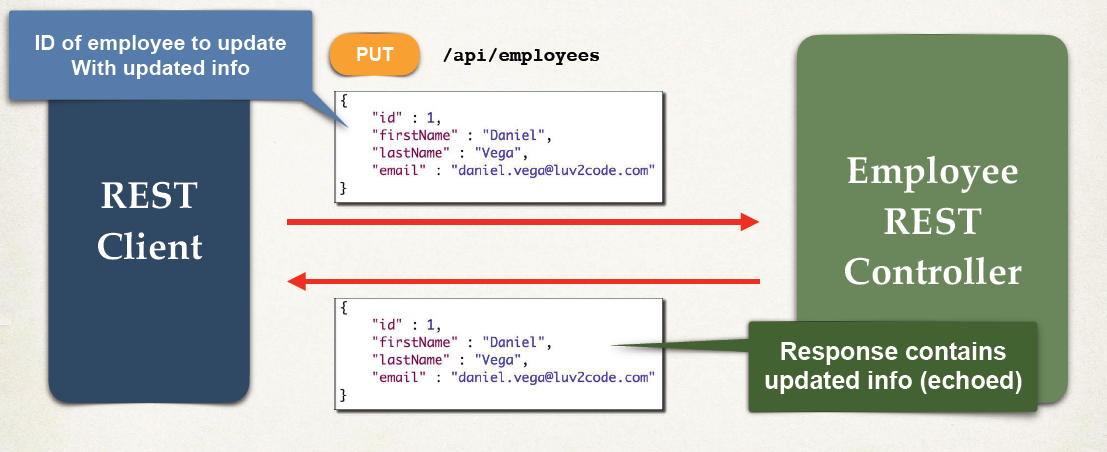 ID of employee to update
With updated info
PUT
/api/employees
{
"id" : 1,
"firstName" : "Daniel",
"lastName" : "Vega",
"email" : "daniel.vega@luv2code.com"
}
REST
Client
Employee
REST
Controller
{
"id" : 1,
"firstName" : "Daniel",
"lastName" : "Vega",
"email" : "daniel.vega@luv2code.com"
}
Response contains
updated info (echoed)